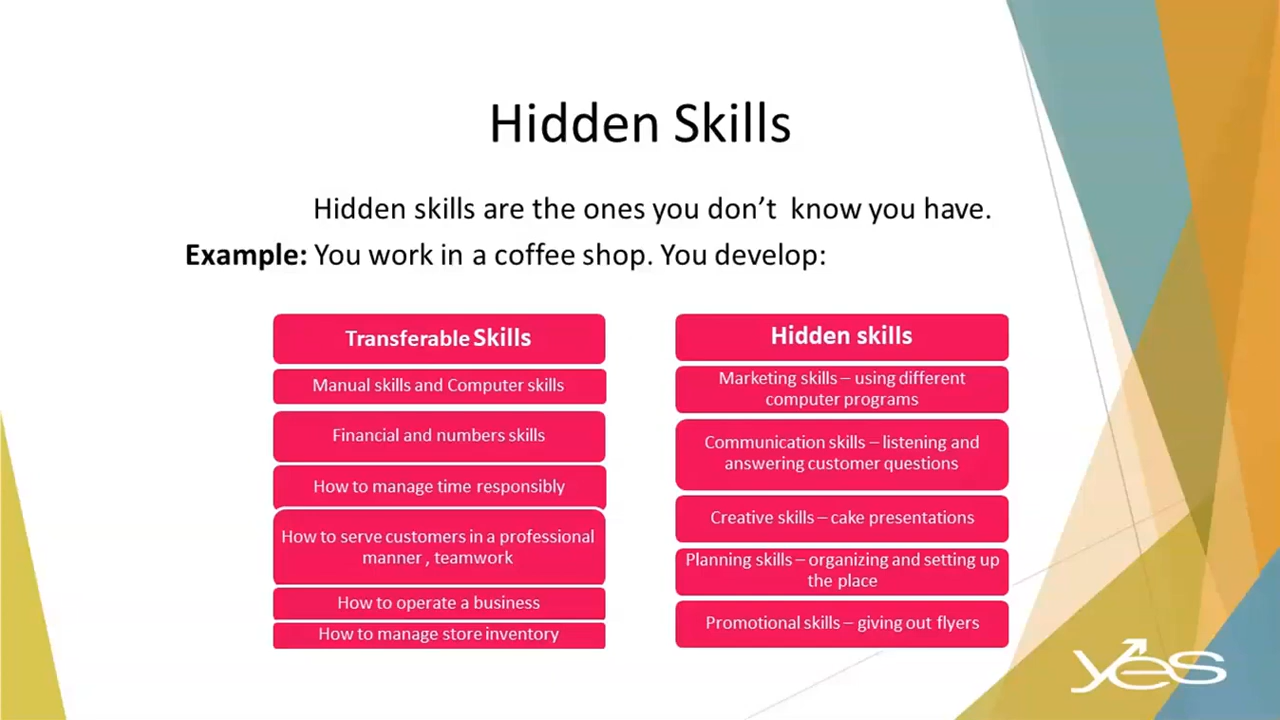 Hidden Skills
Hidden skills are the ones you don’t know you have.
Example: You work in a coffee shop. You develop:
Transferable Skills
Manual skills and Computer skills
Financial and numbers skills
How to manage time responsibly
How to serve customers in a professional
manner , teamwork
How to operate a business
How to manage store inventory
Hidden skills
Marketing skills – using different
computer programs
Communication skills – listening and
answering customer questions
Creative skills – cake presentations
Planning skills – organizing and setting up
the place
Promotional skills – giving out flyers
yes